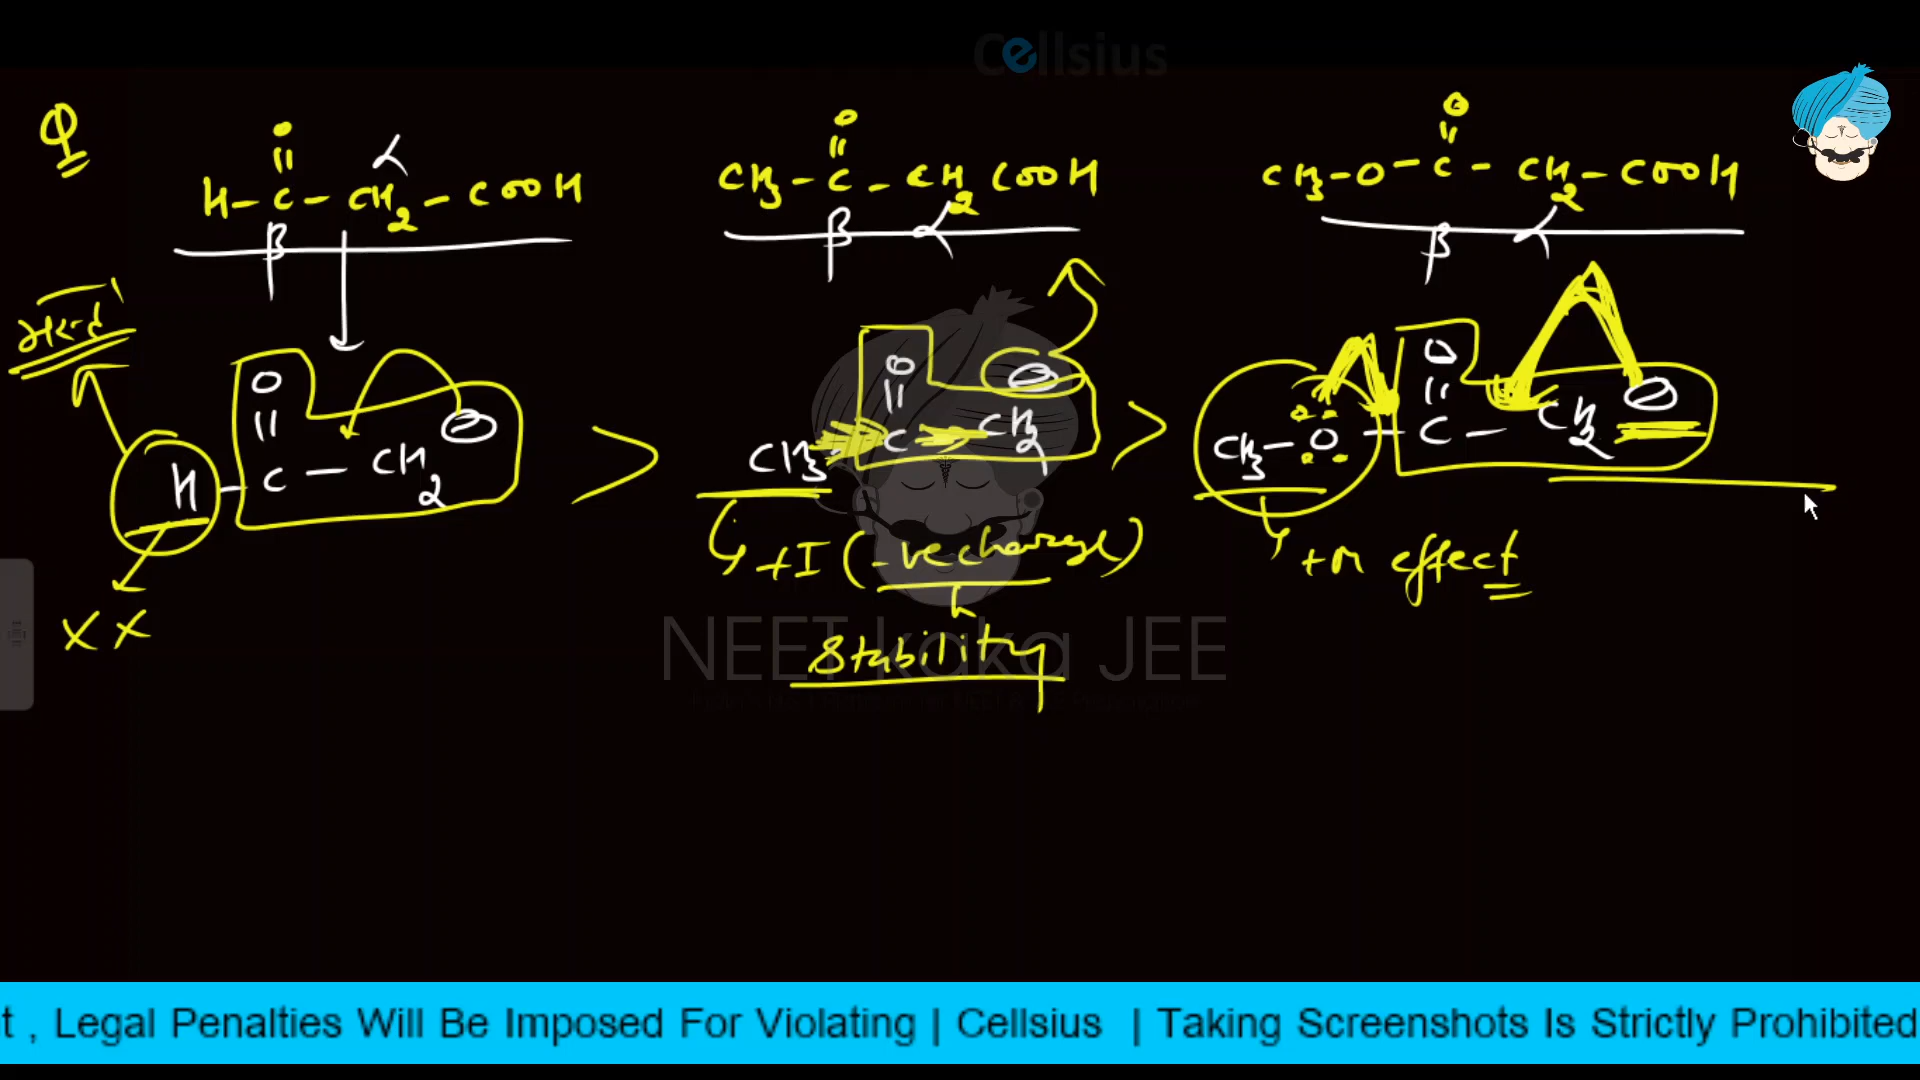 Cellsius
Q
H-C-CH2-COOH
O
α
β
CH3-C-CH2COOH
O
β
α
CH3-O-C-CH2-COOH
O
β
α
H-C-CH2
O
⊖
>
CH3-C-CH2
O
⊖
>
CH3-O-C-CH2
O
⊖
XX
+I (-ve charge)
Stability
+M effect
NEET kaka JEE
t , Legal Penalties Will Be Imposed For Violating | Cellsius | Taking Screenshots Is Strictly Prohibited